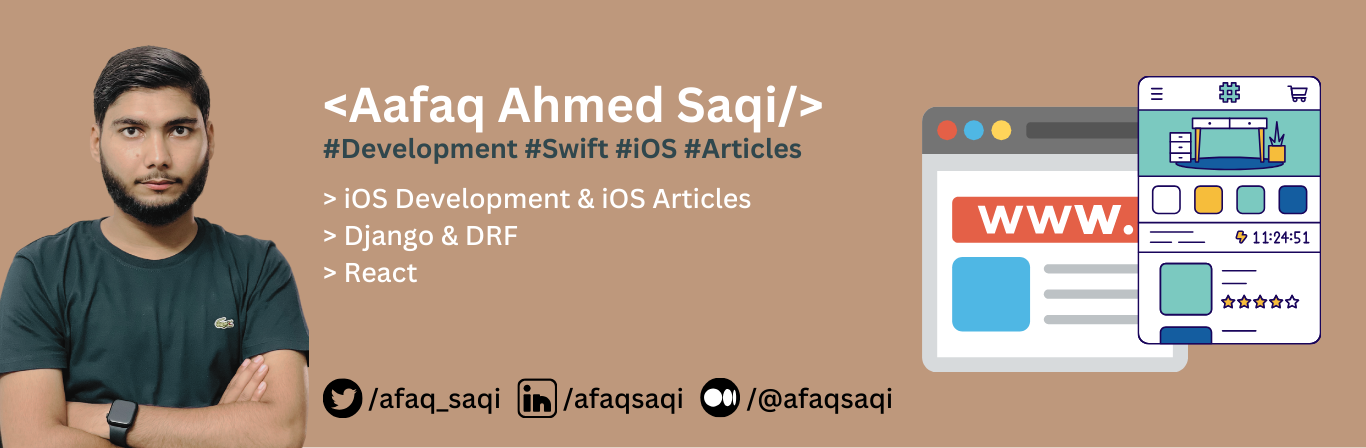 <Aafaq Ahmed Saqi/>
#Development #Swift #iOS #Articles
> iOS Development & iOS Articles
> Django & DRF
> React
/afaq_saqi in /afaqsaqi /@afaqsaqi
www.
11:24:51